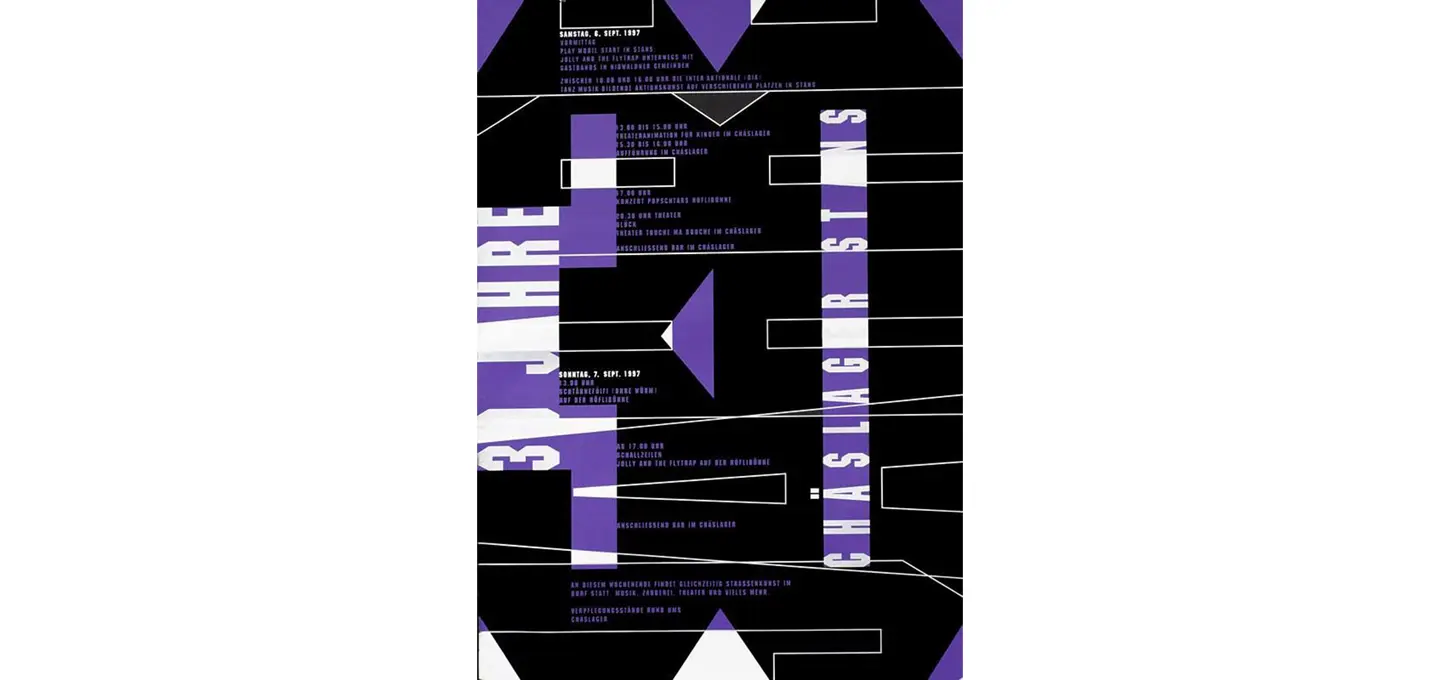 SAMSTAG, 6. SEPT. 1997
VORMITTAG
PLAY MOBIL START IN STANS
JOLLY AND THE FLYTRAP UNTERWEGS MIT
GASTBANDS IN NIDWALDNER GEMEINDEN
ZWISCHEN 10.00 UND 16.00 UHR DIE INTER AKTIONALE (DIA)
TANZ MUSIK BILDENDE AKTIONSKUNST AUF VERSCHIEDENEN PLÄTZEN IN STANS
13.00 BIS 15.00 UHR
THEATERANIMATION FÜR KINDER IM CHÄSLAGER
15.30 BIS 16.00 UHR
AUFFÜHRUNG IM CHÄSLAGER
17.00 UHR
KONZERT POPSCHTARS HÖFLIBÜHNE
20.30 UHR THEATER
GLÜCK
THEATER TOUCHE MA BOUCHE IM CHÄSLAGER
ANSCHLIESSEND BAR IM CHÄSLAGER
30 JAHRE
CHÄSLAGER STANS
SONNTAG, 7. SEPT. 1997
13.00 UHR
SCHTÄRNEFÖIFI (OHNE WÜRM)
AUF DER HÖFLIBÜHNE
AB 17.00 UHR
SCHALLZEILEN
JOLLY AND THE FLYTRAP AUF DER HÖFLIBÜHNE
ANSCHLIESSEND BAR IM CHÄSLAGER
AN DIESEM WOCHENENDE FINDET GLEICHZEITIG STRASSENKUNST IM
DORF STATT. MUSIK, ZAUBEREI, THEATER UND VIELES MEHR.
VERPFLEGUNGSSTÄNDE RUND UMS
CHÄSLAGER